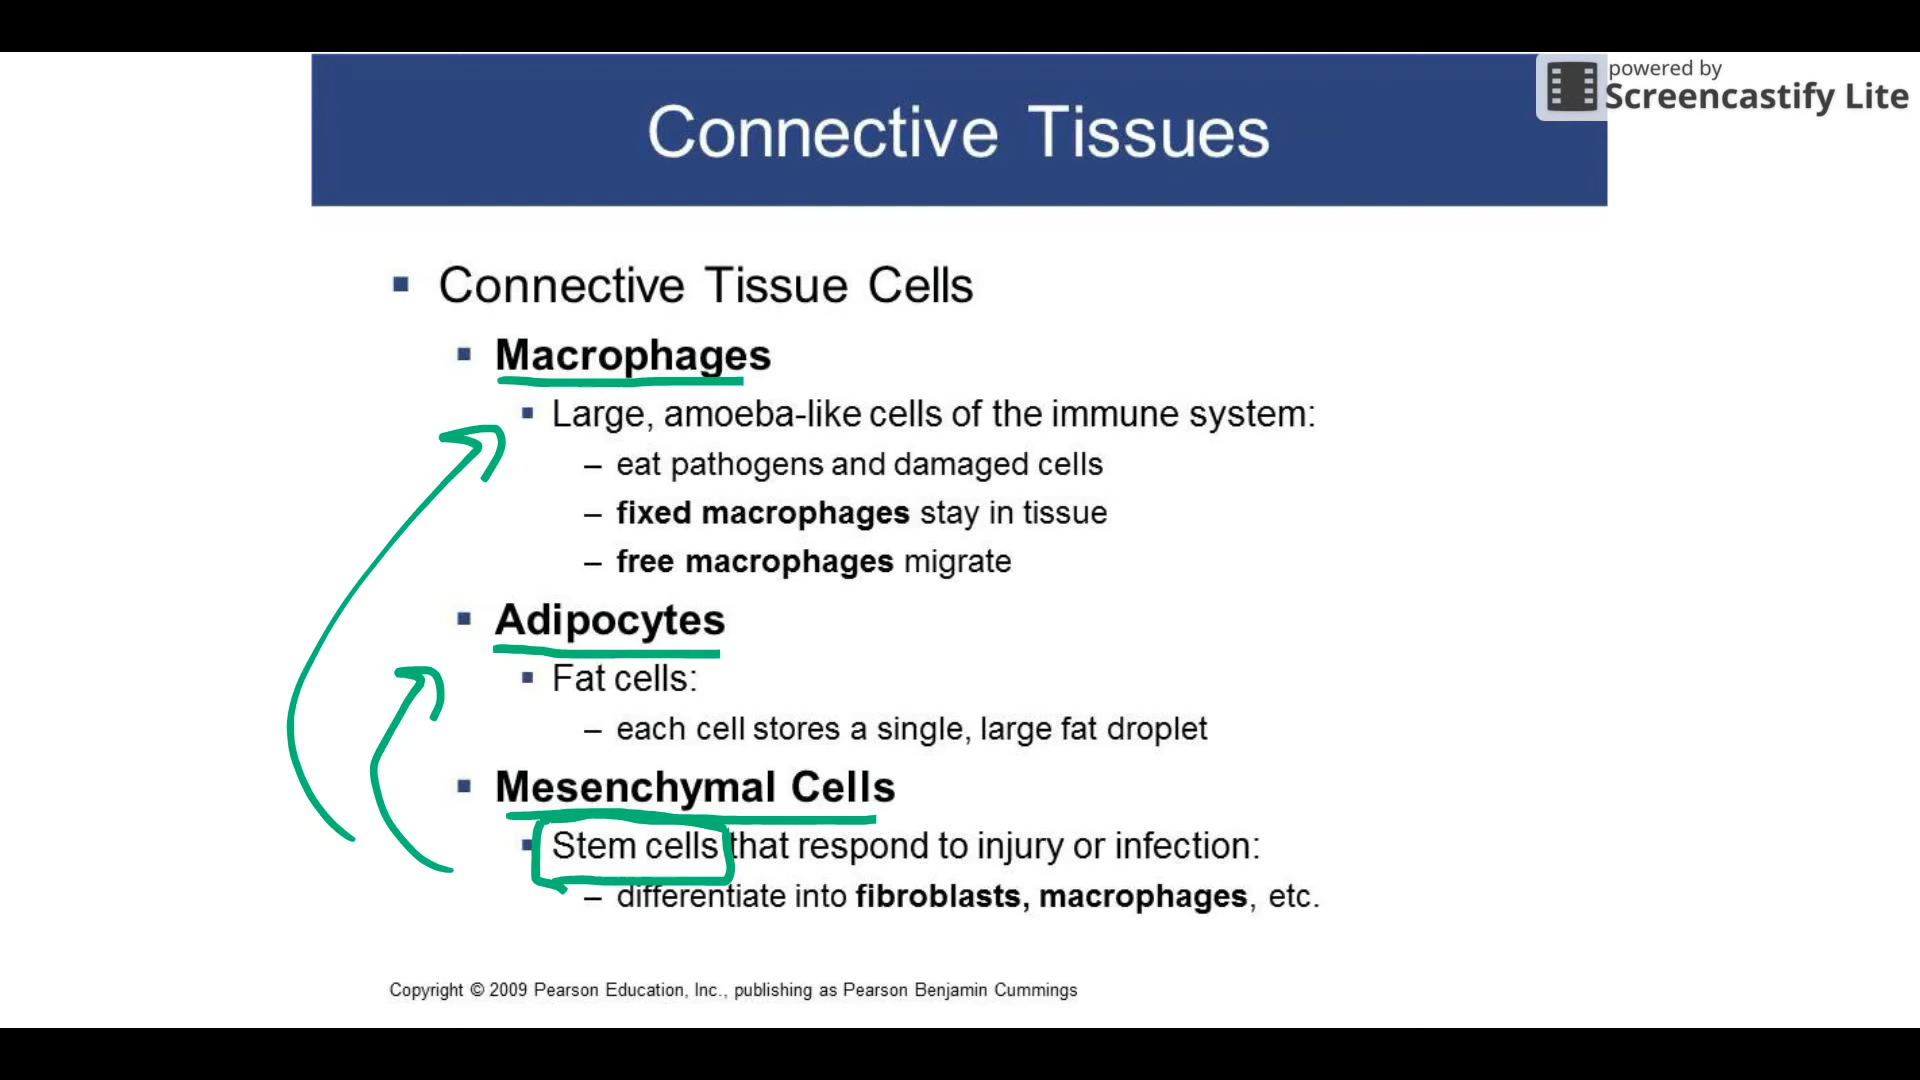 powered by
Screencastify Lite
Connective Tissues
▪ Connective Tissue Cells
▪ Macrophages
▪ Large, amoeba-like cells of the immune system:
– eat pathogens and damaged cells
– fixed macrophages stay in tissue
– free macrophages migrate
▪ Adipocytes
▪ Fat cells:
– each cell stores a single, large fat droplet
▪ Mesenchymal Cells
▪ Stem cells that respond to injury or infection:
– differentiate into fibroblasts, macrophages, etc.
Copyright © 2009 Pearson Education, Inc., publishing as Pearson Benjamin Cummings